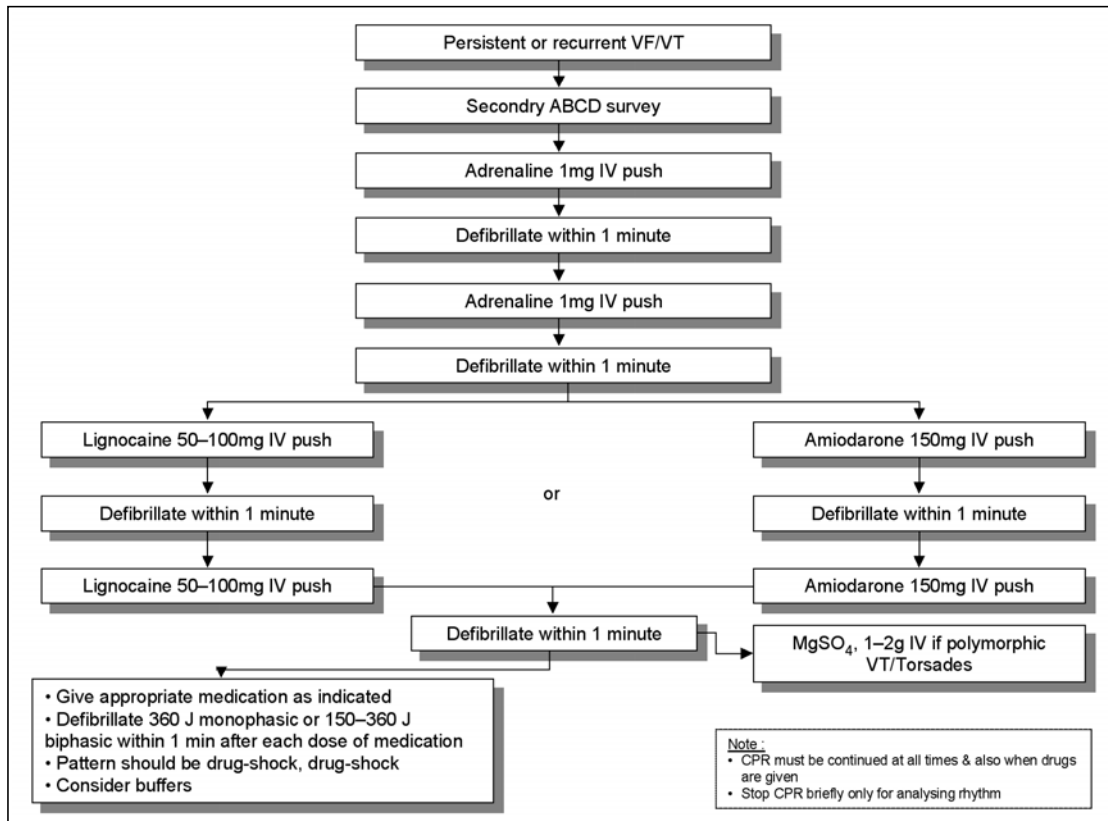 Persistent or recurrent VF/VT
Secondry ABCD survey
Adrenaline 1mg IV push
Defibrillate within 1 minute
Adrenaline 1mg IV push
Defibrillate within 1 minute
Lignocaine 50–100mg IV push
Amiodarone 150mg IV push
or
Defibrillate within 1 minute
Defibrillate within 1 minute
Lignocaine 50–100mg IV push
Amiodarone 150mg IV push
Defibrillate within 1 minute
MgSO₄, 1–2g IV if polymorphic
VT/Torsades
• Give appropriate medication as indicated
• Defibrillate 360 J monophasic or 150–360 J
biphasic within 1 min after each dose of medication
• Pattern should be drug-shock, drug-shock
• Consider buffers
Note :
• CPR must be continued at all times & also when drugs
are given
• Stop CPR briefly only for analysing rhythm